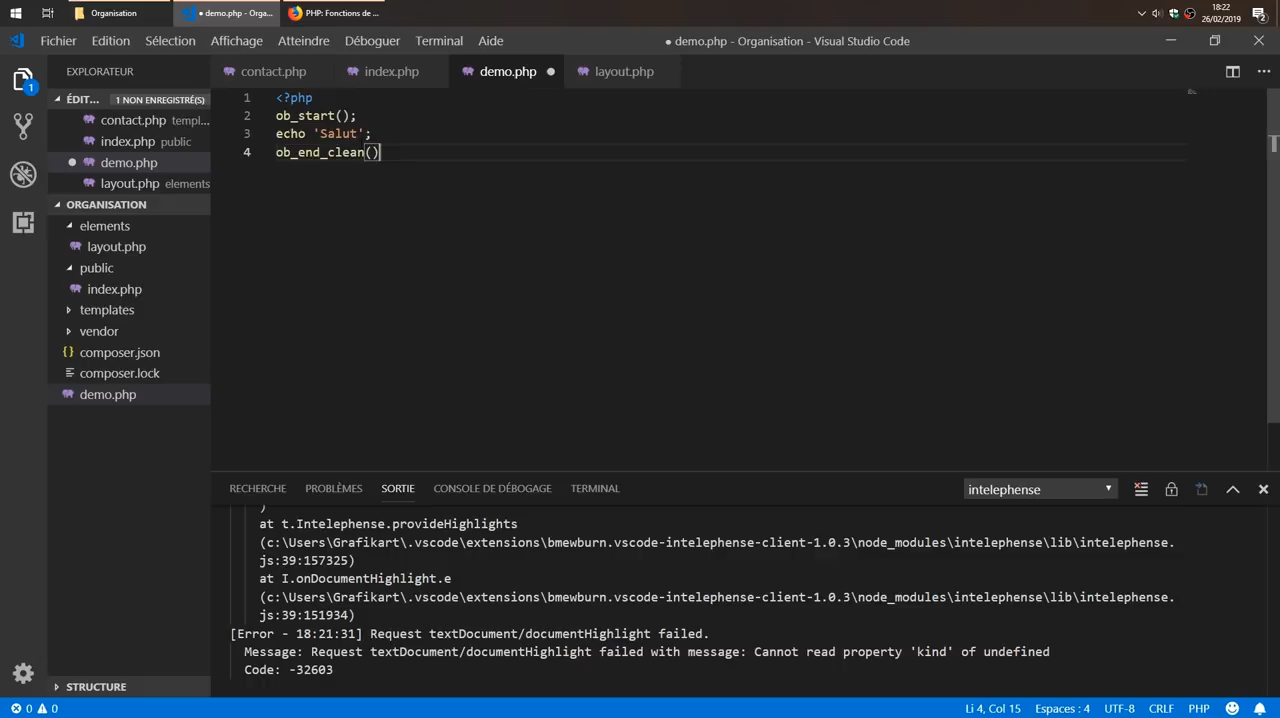 Organisation
● demo.php - Orga...
PHP: Fonctions de ...
18:22
26/02/2019
2
Fichier Edition Sélection Affichage Atteindre Déboguer Terminal Aide
● demo.php - Organisation - Visual Studio Code
1
EXPLORATEUR
contact.php index.php demo.php ● layout.php
ÉDIT... 1 NON ENREGISTRÉ(S)
contact.php templ...
index.php public
● demo.php
layout.php elements
ORGANISATION
elements
layout.php
public
index.php
templates
vendor
{} composer.json
composer.lock
demo.php
STRUCTURE
1 <?php
2 ob_start();
3 echo 'Salut';
4 ob_end_clean()
RECHERCHE PROBLÈMES SORTIE CONSOLE DE DÉBOGAGE TERMINAL
intelephense
)
at t.Intelephense.provideHighlights
(c:\Users\Grafikart\.vscode\extensions\bmewburn.vscode-intelephense-client-1.0.3\node_modules\intelephense\lib\intelephense.
js:39:157325)
at I.onDocumentHighlight.e
(c:\Users\Grafikart\.vscode\extensions\bmewburn.vscode-intelephense-client-1.0.3\node_modules\intelephense\lib\intelephense.
js:39:151934)
[Error - 18:21:31] Request textDocument/documentHighlight failed.
Message: Request textDocument/documentHighlight failed with message: Cannot read property 'kind' of undefined
Code: -32603
0 0
Li 4, Col 15 Espaces : 4 UTF-8 CRLF PHP